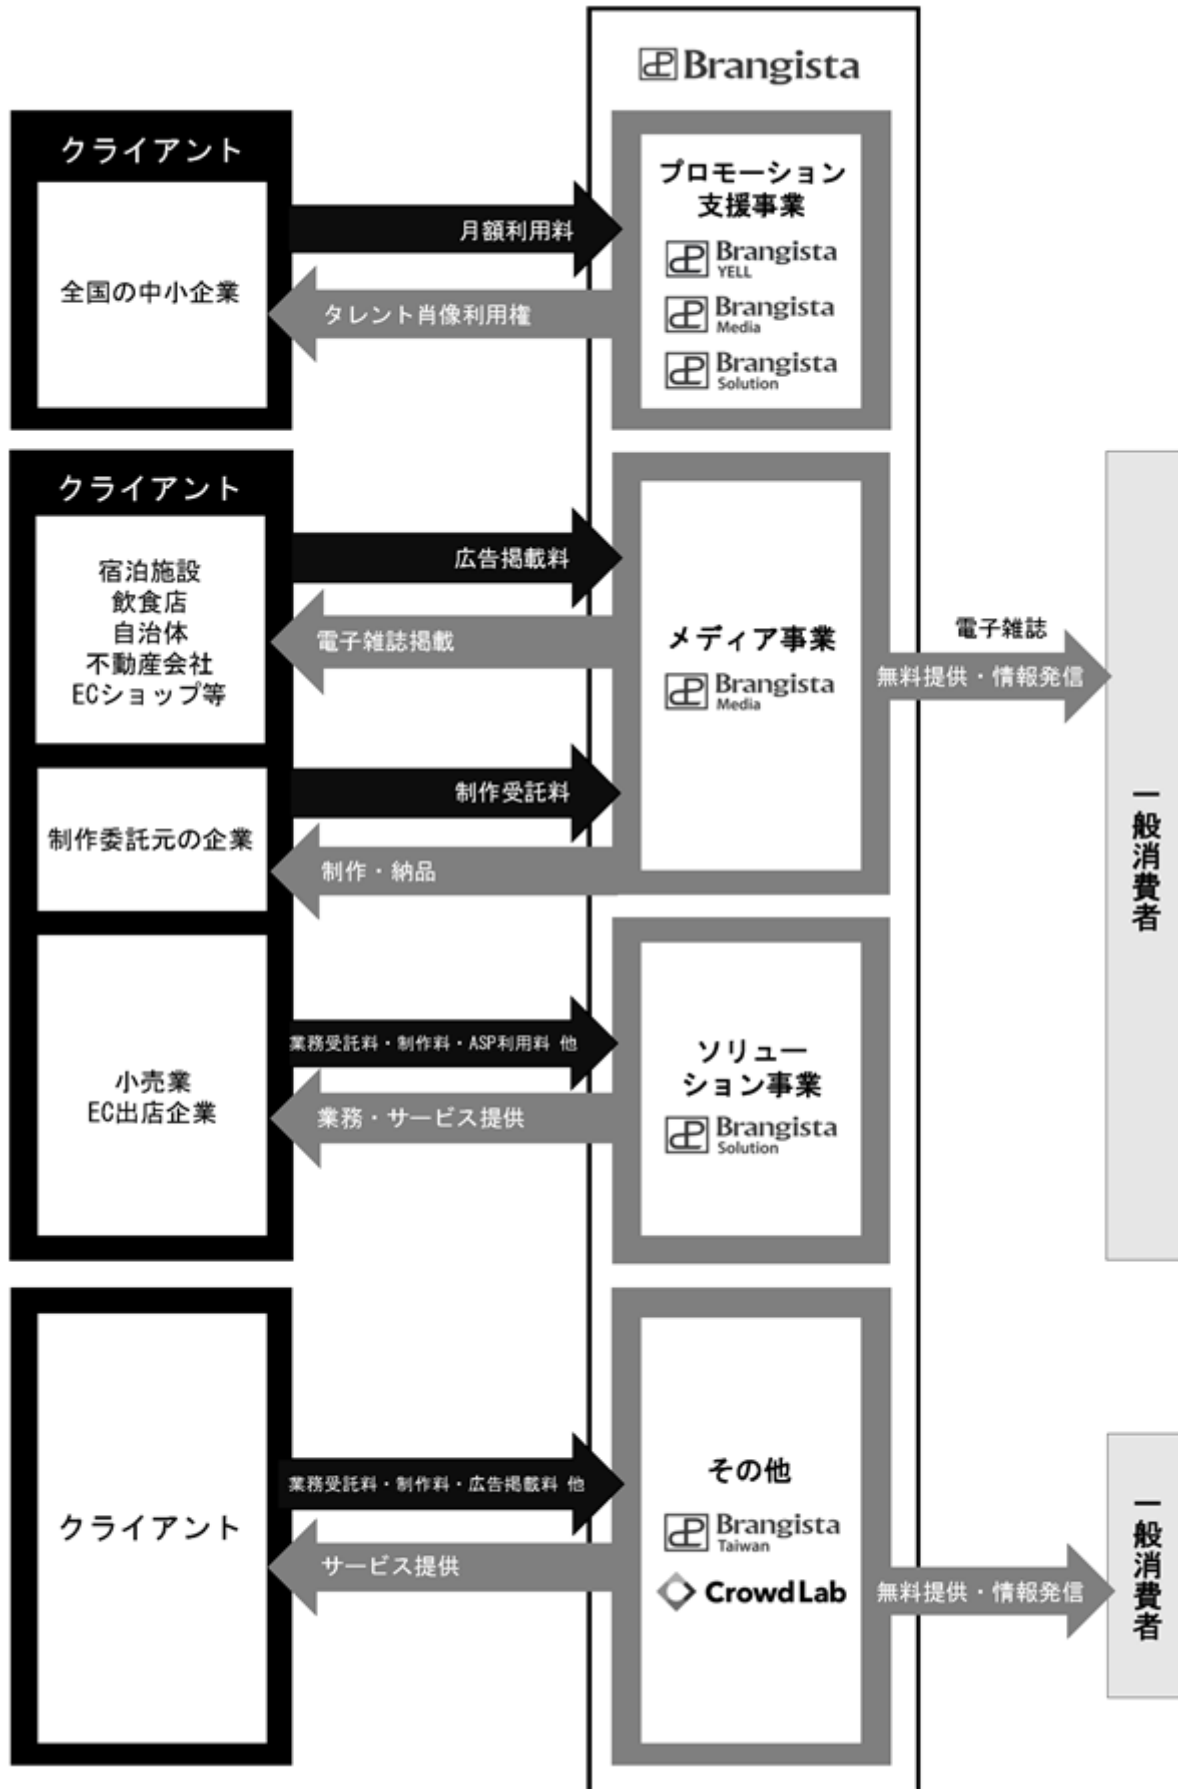 Brangista
クライアント
全国の中小企業
月額利用料
タレント肖像利用権
プロモーション
支援事業
Brangista
YELL
Brangista
Media
Brangista
Solution
クライアント
宿泊施設
飲食店
自治体
不動産会社
ECショップ等
広告掲載料
電子雑誌掲載
メディア事業
Brangista
Media
電子雑誌
無料提供・情報発信
制作委託元の企業
制作受託料
制作・納品
一般消費者
小売業
EC出店企業
業務受託料・制作料・ASP利用料 他
業務・サービス提供
ソリュー
ション事業
Brangista
Solution
クライアント
業務受託料・制作料・広告掲載料 他
サービス提供
その他
Brangista
Taiwan
Crowd Lab
無料提供・情報発信
一般消費者